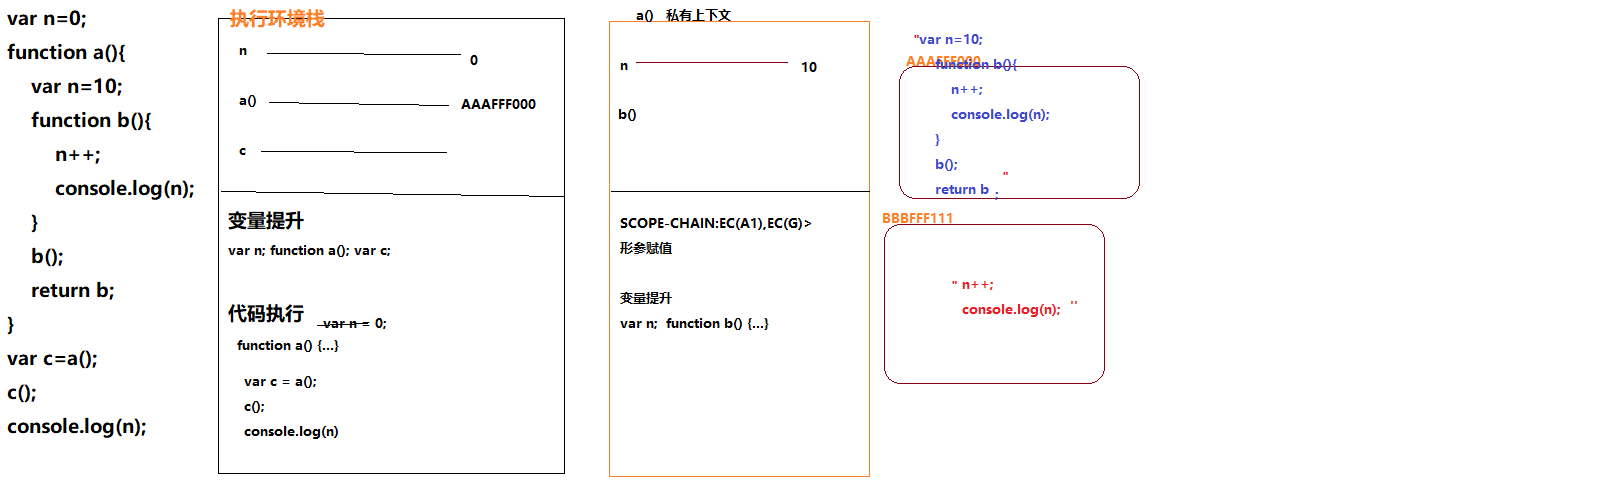 var n=0;
function a(){
var n=10;
function b(){
n++;
console.log(n);
}
b();
return b;
}
var c=a();
c();
console.log(n);
执行环境栈
n 0
a() AAAFFF000
c
变量提升
var n; function a(); var c;
代码执行
var n = 0;
function a() {...}
var c = a();
c();
console.log(n)
a() 私有上下文
n 10
b()
SCOPE-CHAIN:EC(A1),EC(G)>
形参赋值
变量提升
var n; function b() {...}
"var n=10;
AAAFFF000
function b(){
n++;
console.log(n);
}
b();
return b ; "
BBBFFF111
" n++;
console.log(n); ''